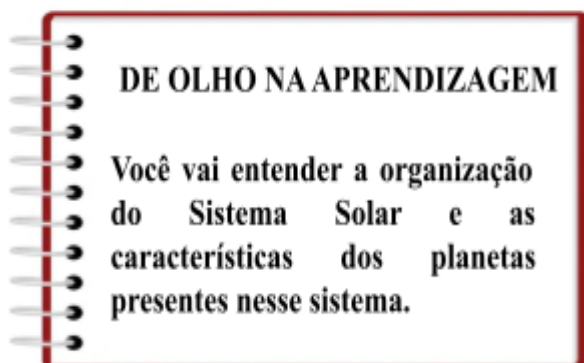 DE OLHO NA APRENDIZAGEM
Você vai entender a organização
do Sistema Solar e as
características dos planetas
presentes nesse sistema.